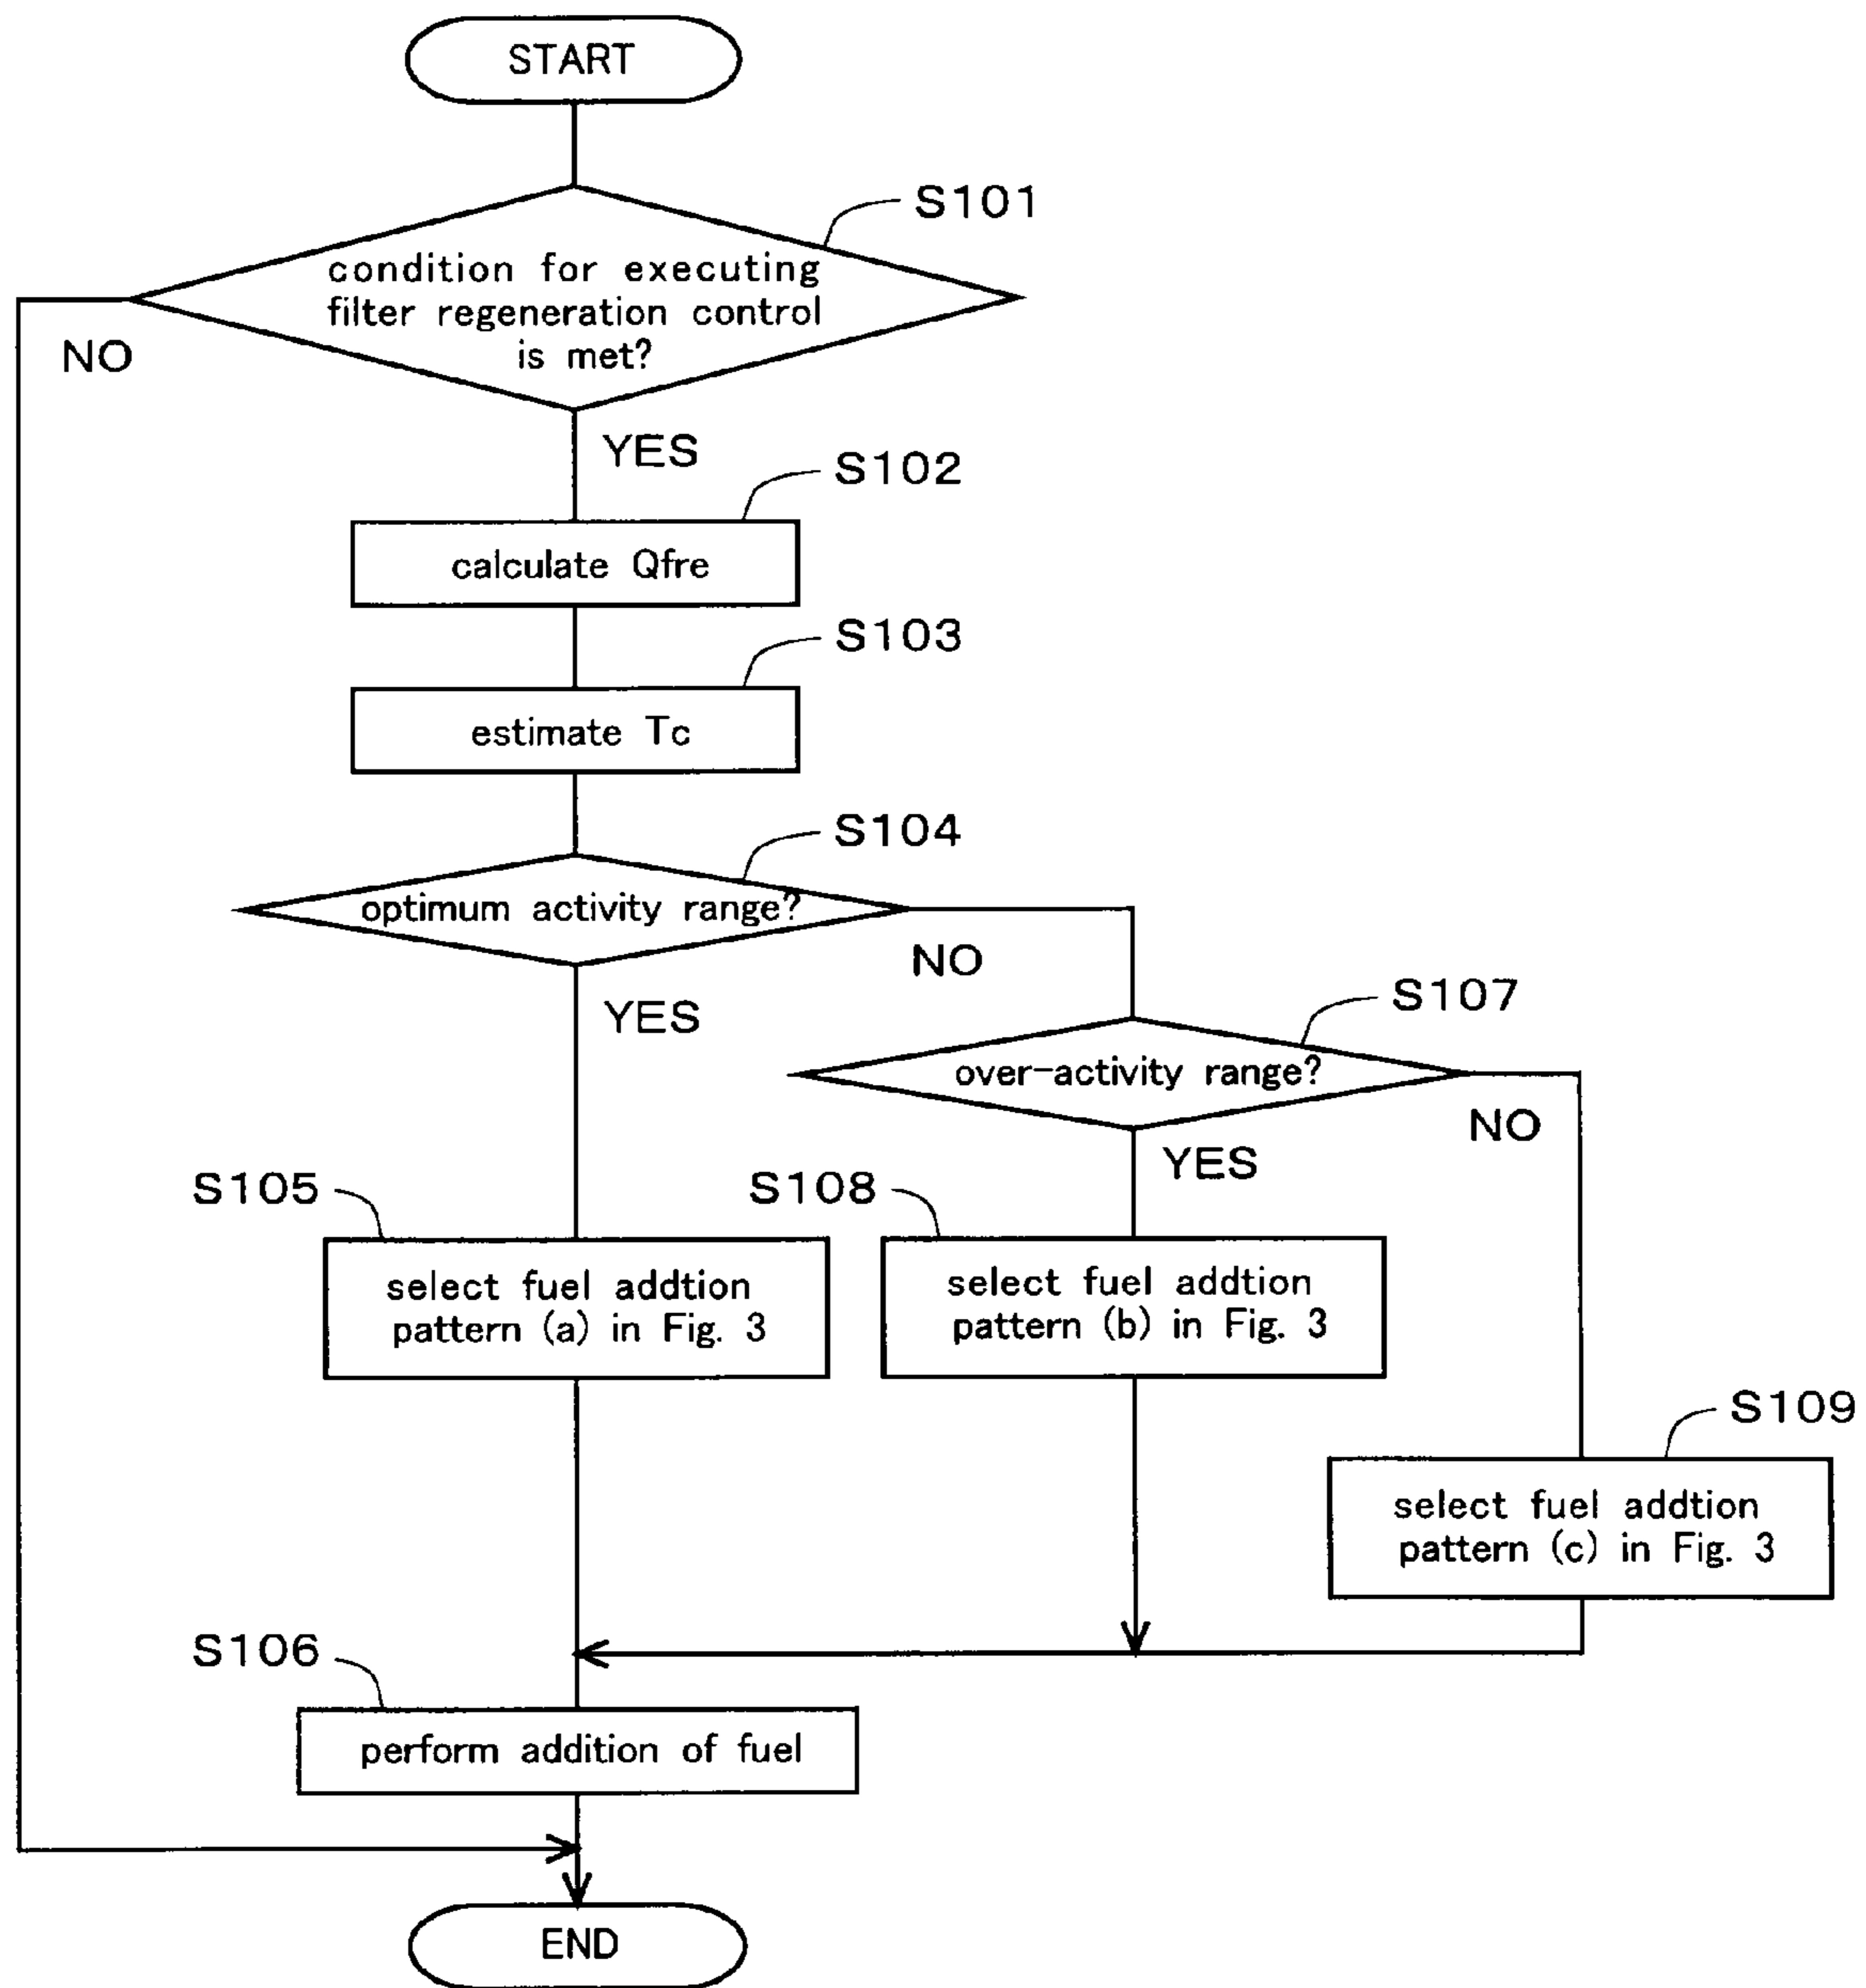 START
S101
condition for executing
filter regeneration control
is met?
NO
YES
S102
calculate Qfre
S103
estimate Tc
S104
optimum activity range?
NO
YES
S107
over-activity range?
NO
YES
S105
select fuel addtion
pattern (a) in Fig. 3
S108
select fuel addtion
pattern (b) in Fig. 3
S109
select fuel addtion
pattern (c) in Fig. 3
S106
perform addition of fuel
END